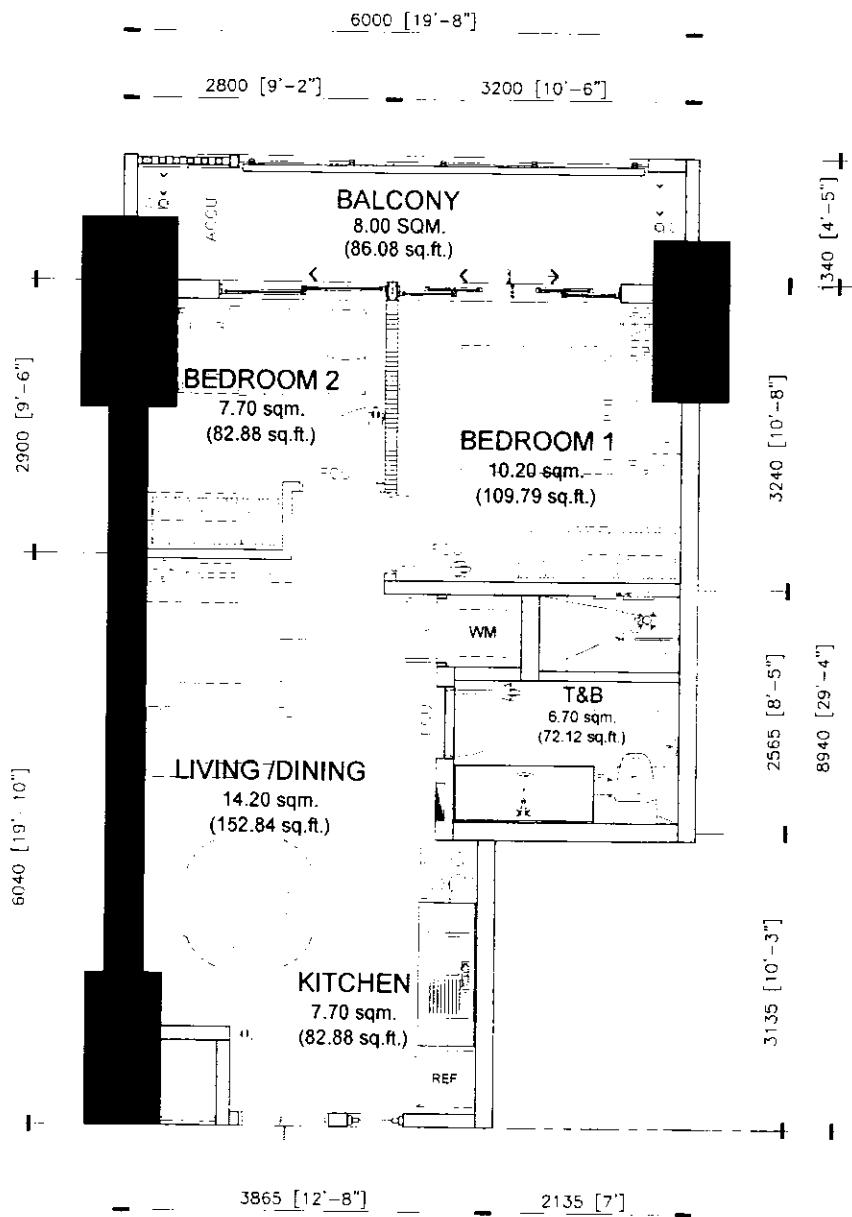 6000 [19'-8"]
2800 [9'-2"]
3200 [10'-6"]
BALCONY
8.00 SQM.
(86.08 sq.ft.)
ACCU
1340 [4'-5"]
2900 [9'-6"]
BEDROOM 2
7.70 sqm.
(82.88 sq.ft.)
FCU
BEDROOM 1
10.20 sqm.
(109.79 sq.ft.)
3240 [10'-8"]
WM
T&B
6.70 sqm.
(72.12 sq.ft.)
FCU
2565 [8'-5"]
8940 [29'-4"]
LIVING /DINING
14.20 sqm.
(152.84 sq.ft.)
6040 [19'-10"]
KITCHEN
7.70 sqm.
(82.88 sq.ft.)
REF
3135 [10'-3"]
3865 [12'-8"]
2135 [7']